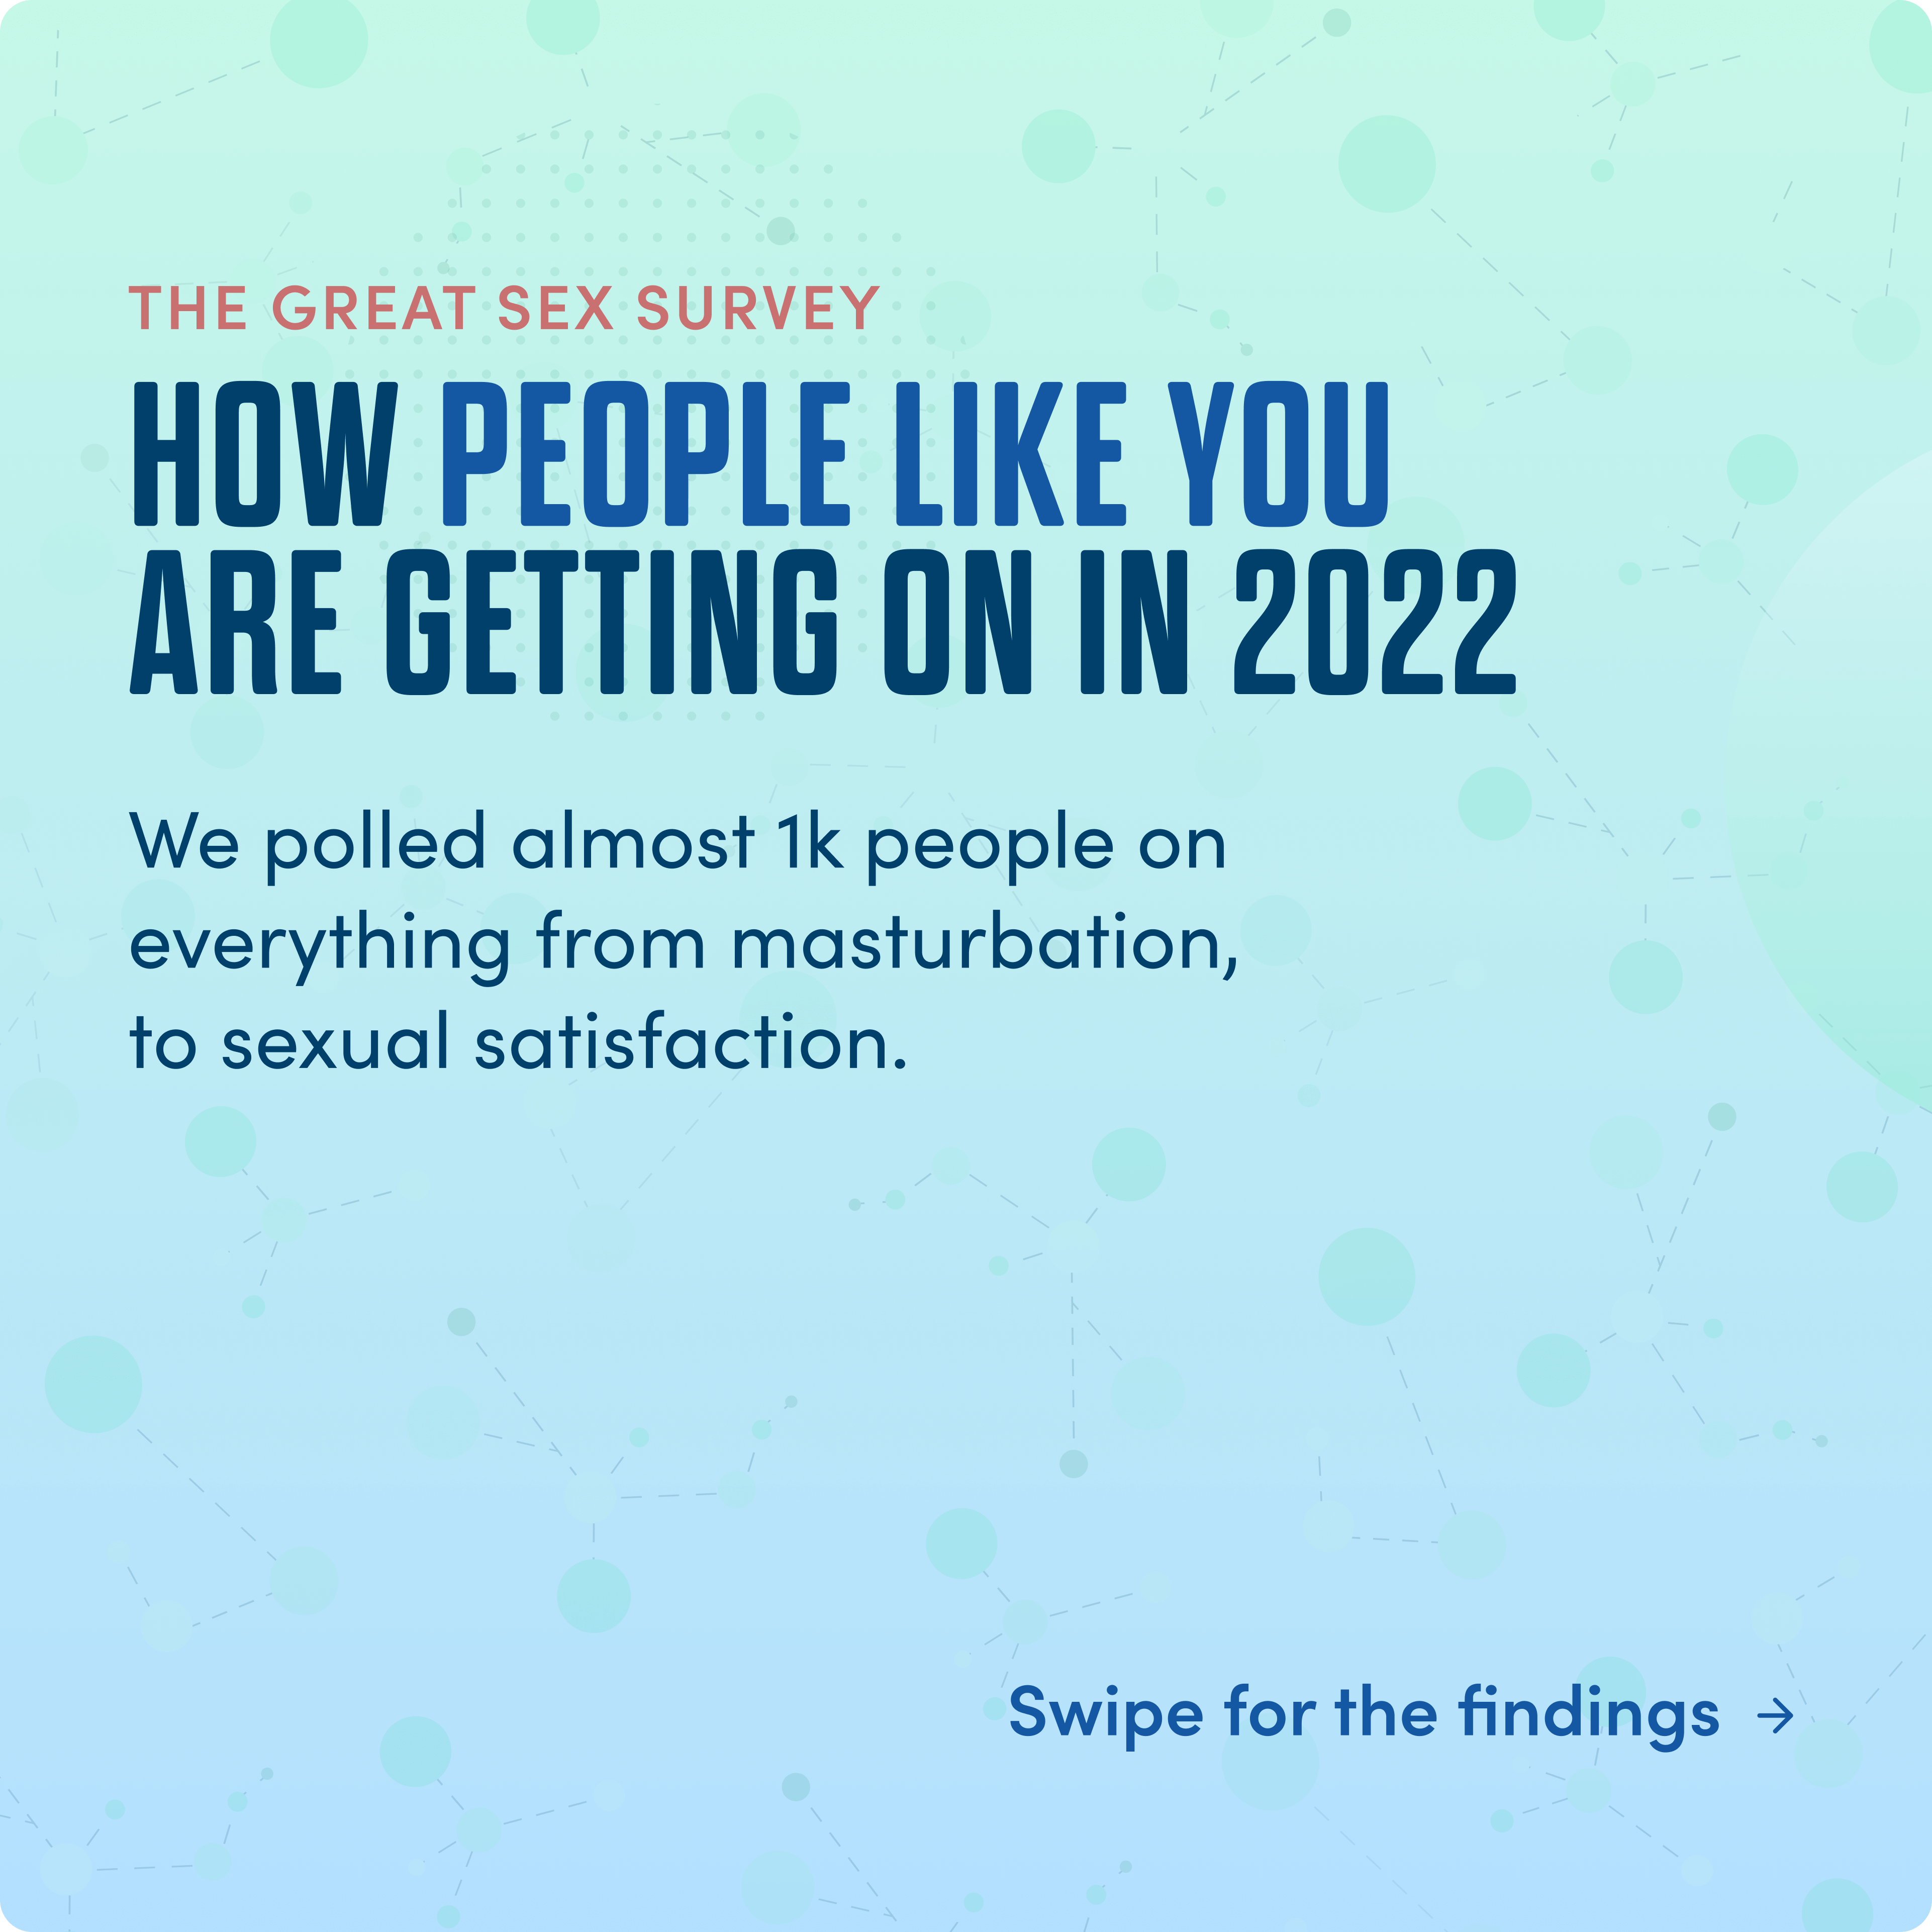 THE GREAT SEX SURVEY
HOW PEOPLE LIKE YOU
ARE GETTING ON IN 2022
We polled almost 1k people on
everything from masturbation,
to sexual satisfaction.
Swipe for the findings →